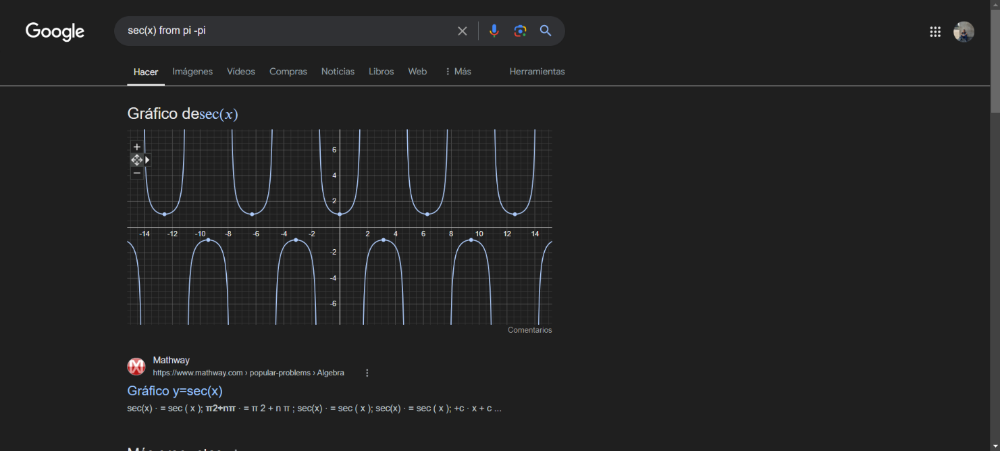 Google
sec(x) from pi -pi
Hacer Imágenes Vídeos Compras Noticias Libros Web Más Herramientas
Gráfico desec(x)
+
−
6
4
2
-14 -12 -10 -8 -6 -4 -2 2 4 6 8 10 12 14
-2
-4
-6
Comentarios
Mathway
https://www.mathway.com › popular-problems › Algebra
Gráfico y=sec(x)
sec(x) · = sec ( x ); π2+nπ · = π 2 + n π ; sec(x) · = sec ( x ); sec(x) · = sec ( x ); +c · x + c ...